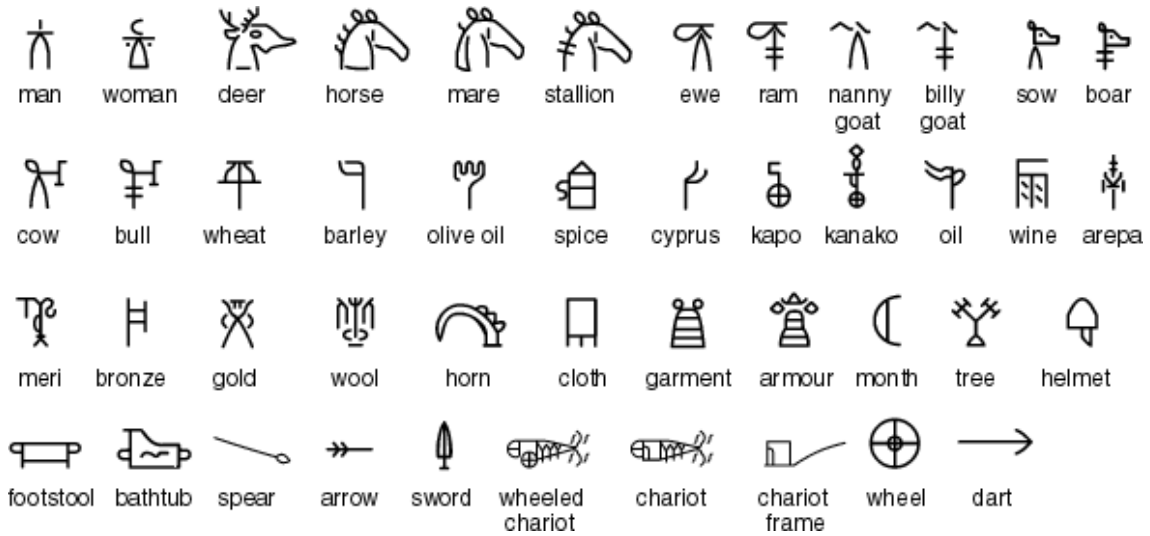 man woman deer horse mare stallion ewe ram nanny goat billy goat sow boar
cow bull wheat barley olive oil spice cyprus kapo kanako oil wine arepa
meri bronze gold wool horn cloth garment armour month tree helmet
footstool bathtub spear arrow sword wheeled chariot chariot chariot frame wheel dart